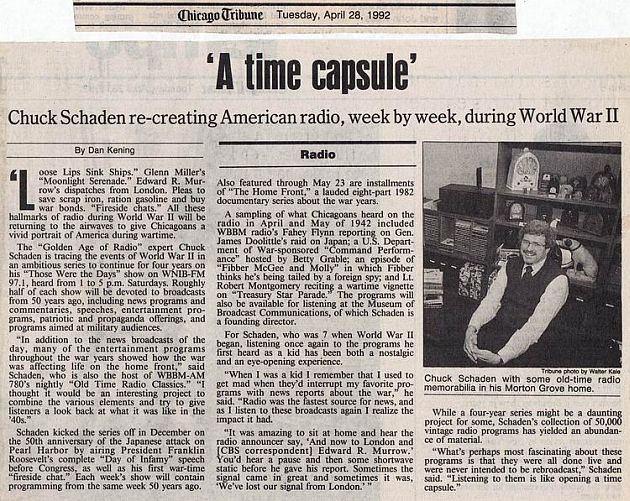 Chicago Tribune Tuesday, April 28, 1992
'A time capsule'
Chuck Schaden re-creating American radio, week by week, during World War II
By Dan Kening
'Loose Lips Sink Ships." Glenn Miller's
"Moonlight Serenade." Edward R. Mur-
row's dispatches from London. Pleas to
save scrap iron, ration gasoline and buy
war bonds. "Fireside chats." All these
hallmarks of radio during World War II will be
returning to the airwaves to give Chicagoans a
vivid portrait of America during wartime.
The "Golden Age of Radio" expert Chuck
Schaden is tracing the events of World War II in
an ambitious series to continue for four years on
his "Those Were the Days" show on WNIB-FM
97.1, heard from 1 to 5 p.m. Saturdays. Roughly
half of each show will be devoted to broadcasts
from 50 years ago, including news programs and
commentaries, speeches, entertainment pro-
grams, patriotic and propaganda offerings, and
programs aimed at military audiences.
"In addition to the news broadcasts of the
day, many of the entertainment programs
throughout the war years showed how the war
was affecting life on the home front," said
Schaden, who is also the host of WBBM-AM
780's nightly "Old Time Radio Classics." "I
thought it would be an interesting project to
combine the various elements and try to give
listeners a look back at what it was like in the
'40s."
Schaden kicked the series off in December on
the 50th anniversary of the Japanese attack on
Pearl Harbor by airing President Franklin
Roosevelt's complete "Day of Infamy" speech
before Congress, as well as his first war-time
"fireside chat." Each week's show will contain
programming from the same week 50 years ago.
Radio
Also featured through May 23 are installments
of "The Home Front," a lauded eight-part 1982
documentary series about the war years.
A sampling of what Chicagoans heard on the
radio in April and May of 1942 included
WBBM radio's Fahey Flynn reporting on Gen.
James Doolittle's raid on Japan; a U.S. Depart-
ment of War-sponsored "Command Perform-
ance" hosted by Betty Grable; an episode of
"Fibber McGee and Molly" in which Fibber
thinks he's being tailed by a foreign spy; and Lt.
Robert Montgomery reciting a wartime vignette
on "Treasury Star Parade." The programs will
also be available for listening at the Museum of
Broadcast Communications, of which Schaden is
a founding director.
For Schaden, who was 7 when World War II
began, listening once again to the programs he
first heard as a kid has been both a nostalgic
and an eye-opening experience.
"When I was a kid I remember that I used to
get mad when they'd interrupt my favorite pro-
grams with news reports about the war," he
said. "Radio was the fastest source for news, and
as I listen to these broadcasts again I realize the
impact it had.
"It was amazing to sit at home and hear the
radio announcer say, 'And now to London and
[CBS correspondent] Edward R. Murrow.'
You'd hear a pause and then some shortwave
static before he gave his report. Sometimes the
signal came in great and sometimes it was,
'We've lost our signal from London.' "
Tribune photo by Walter Kale
Chuck Schaden with some old-time radio
memorabilia in his Morton Grove home.
While a four-year series might be a daunting
project for some, Schaden's collection of 50,000
vintage radio programs has yielded an abundan-
ce of material.
"What's perhaps most fascinating about these
programs is that they were all done live and
were never intended to be rebroadcast," Schaden
said. "Listening to them is like opening a time
capsule."